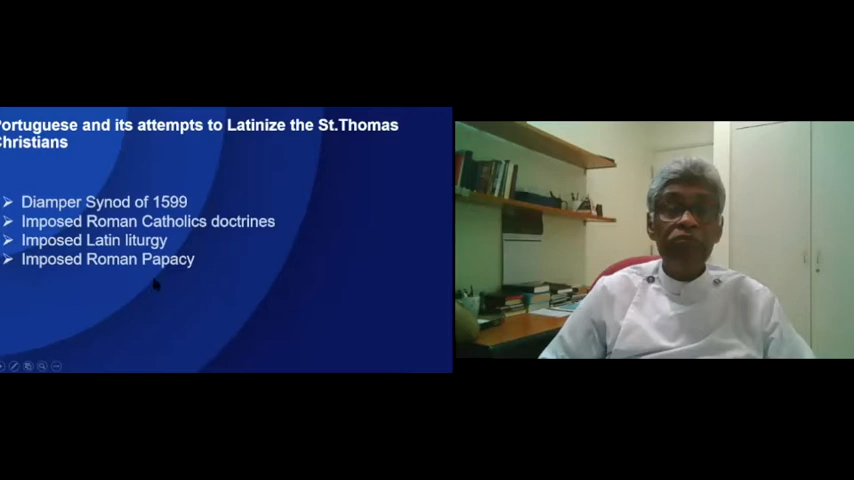 ortuguese and its attempts to Latinize the St.Thomas
hristians
Diamper Synod of 1599
Imposed Roman Catholics doctrines
Imposed Latin liturgy
Imposed Roman Papacy